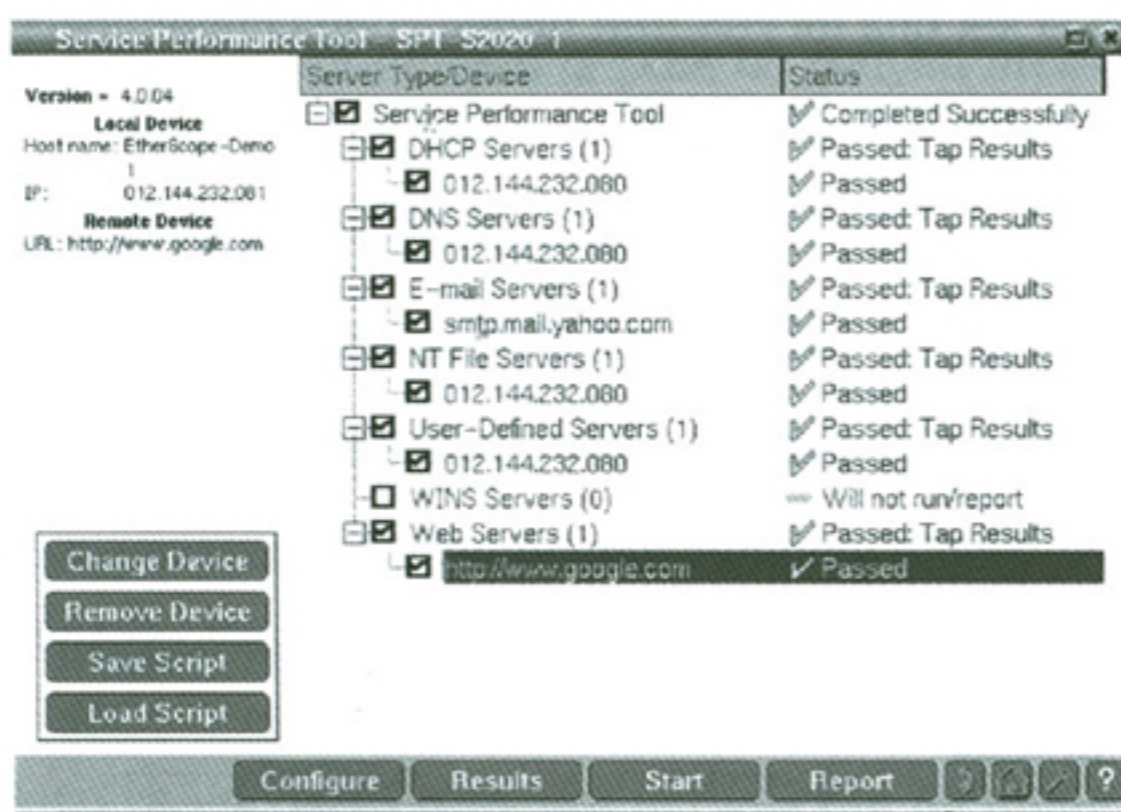 Service Performance Tool - SPT-S2020-1
Server Type/Device Status
Version = 4.0.04
Local Device
Host name: EtherScope-Demo
1
IP: 012.144.232.081
Remote Device
URL: http://www.google.com
Service Performance Tool Completed Successfully
DHCP Servers (1) Passed: Tap Results
012.144.232.080 Passed
DNS Servers (1) Passed: Tap Results
012.144.232.080 Passed
E-mail Servers (1) Passed: Tap Results
smtp.mail.yahoo.com Passed
NT File Servers (1) Passed: Tap Results
012.144.232.080 Passed
User-Defined Servers (1) Passed: Tap Results
012.144.232.080 Passed
WINS Servers (0) Will not run/report
Web Servers (1) Passed: Tap Results
http://www.google.com Passed
Change Device
Remove Device
Save Script
Load Script
Configure Results Start Report ?